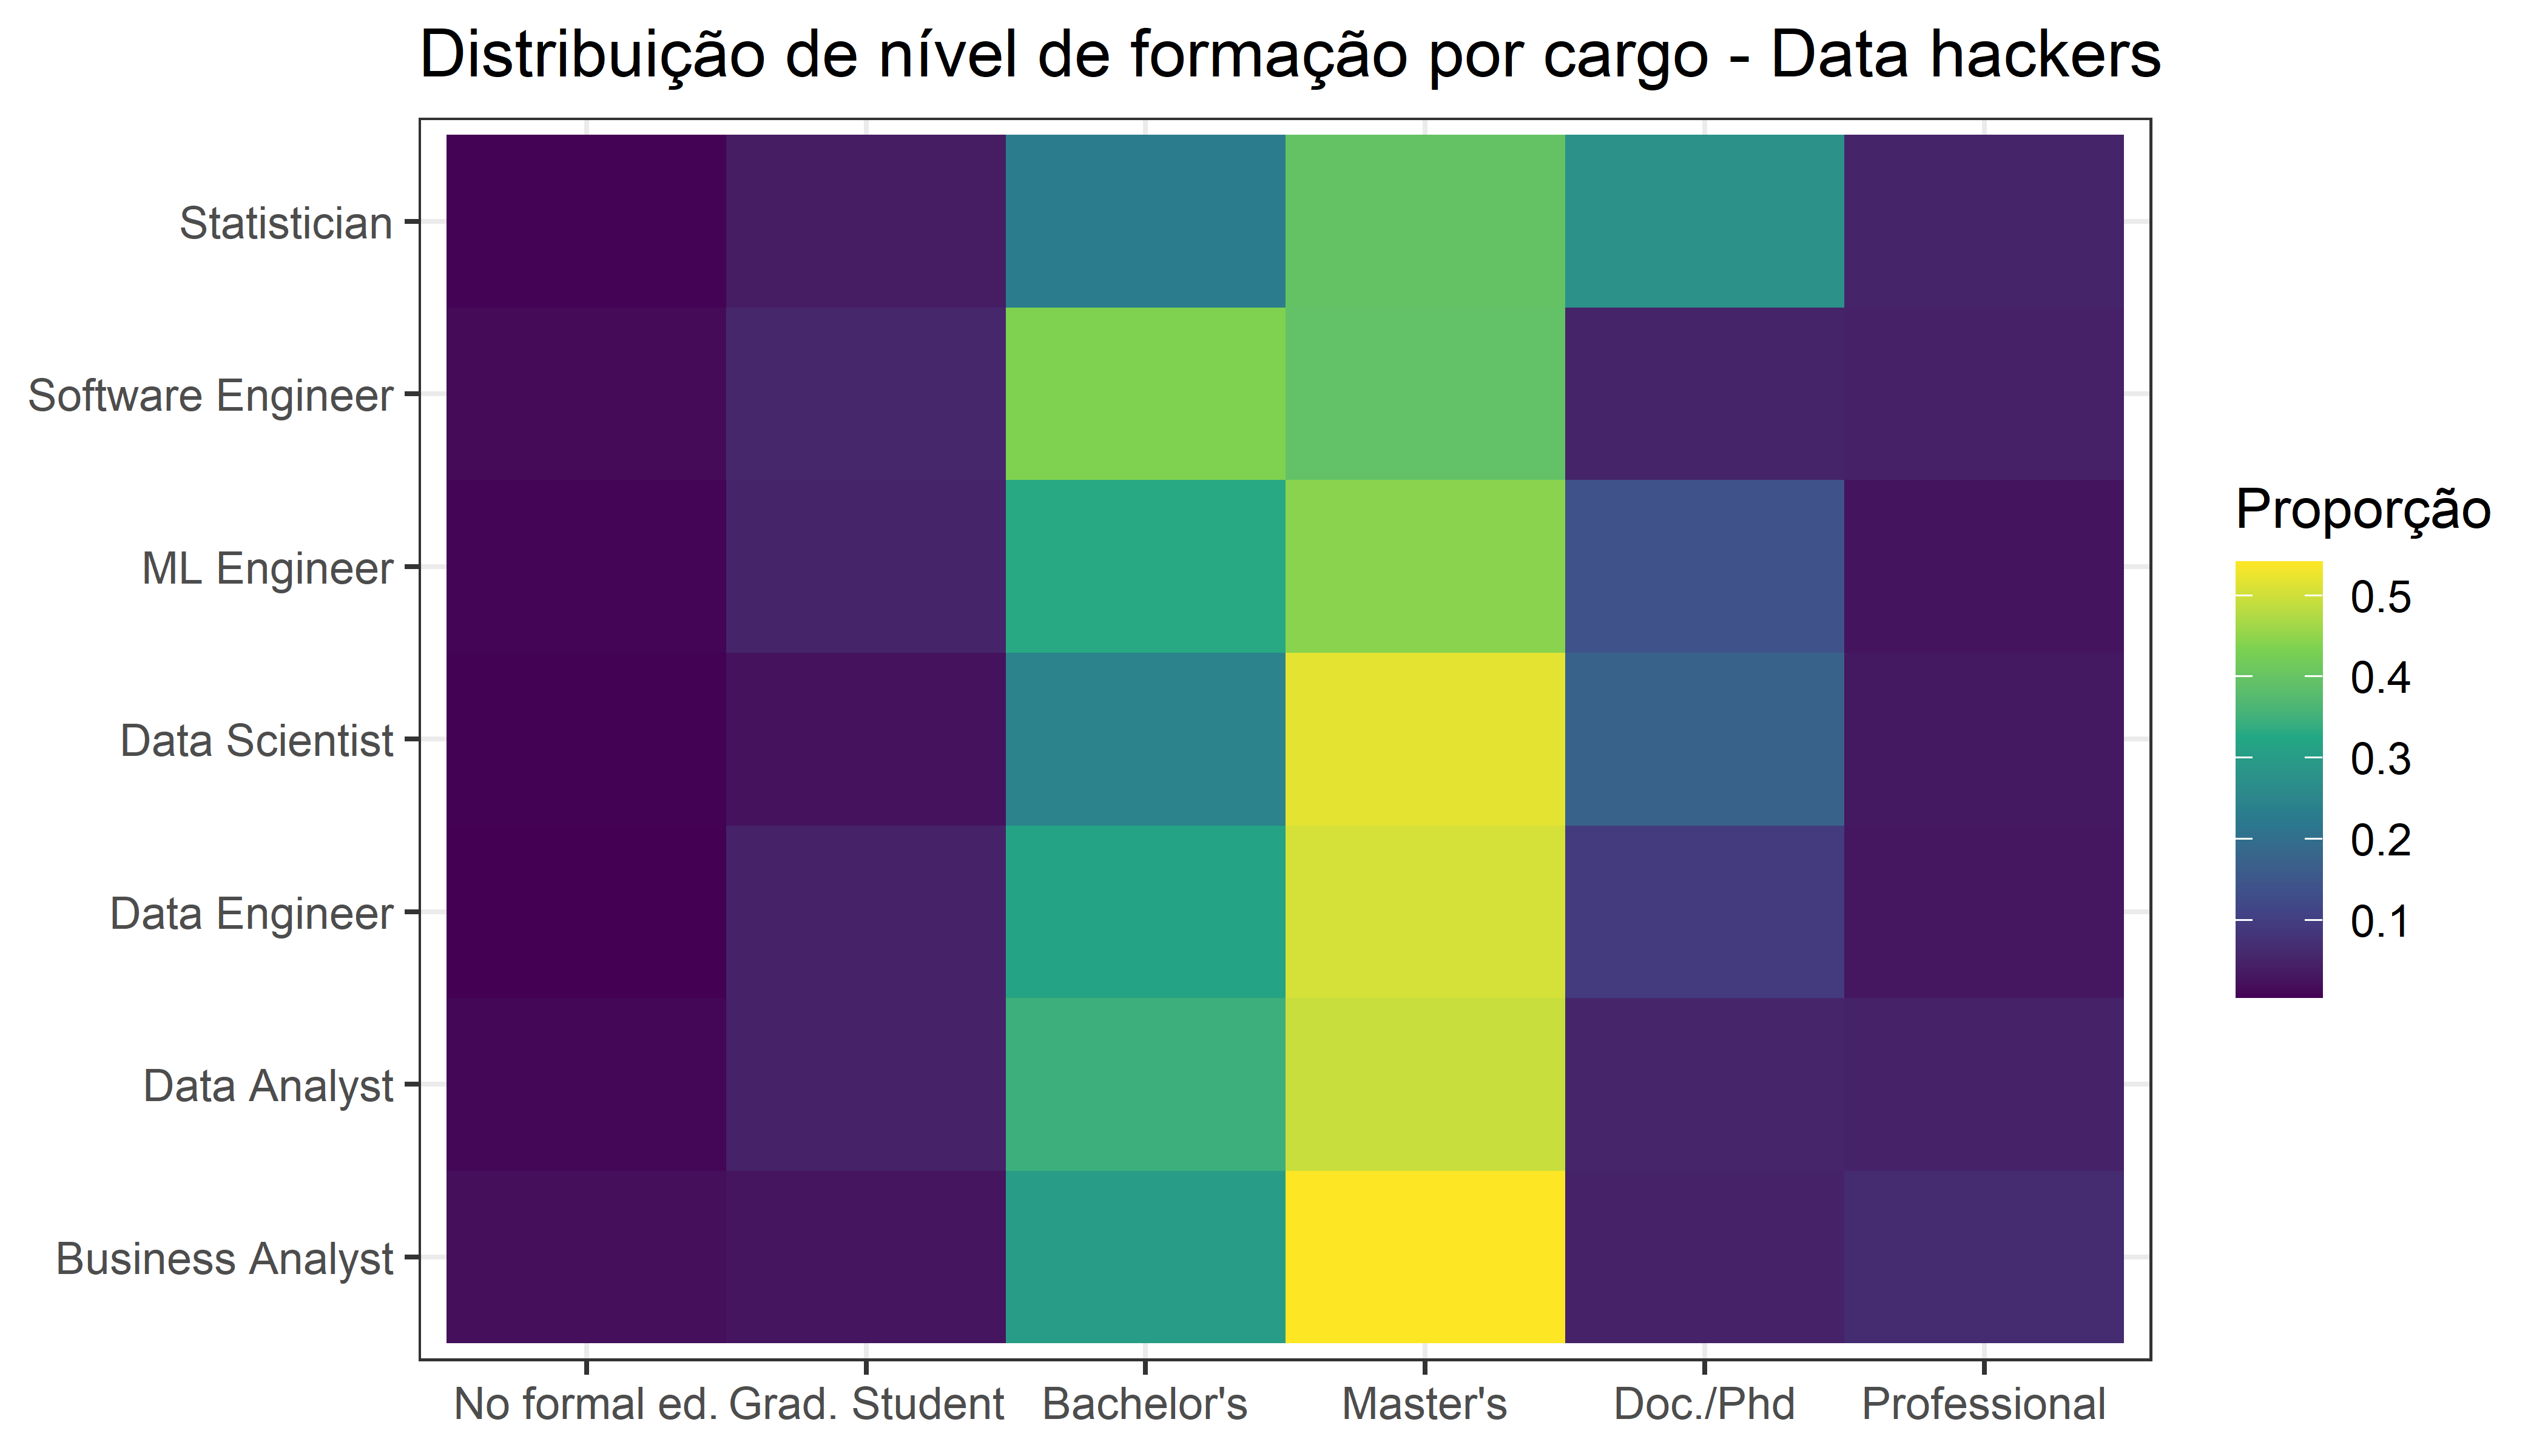 Distribuição de nível de formação por cargo - Data hackers
Statistician
Software Engineer
ML Engineer
Data Scientist
Data Engineer
Data Analyst
Business Analyst
No formal ed. Grad. Student Bachelor's Master's Doc./Phd Professional
Proporção
0.5
0.4
0.3
0.2
0.1